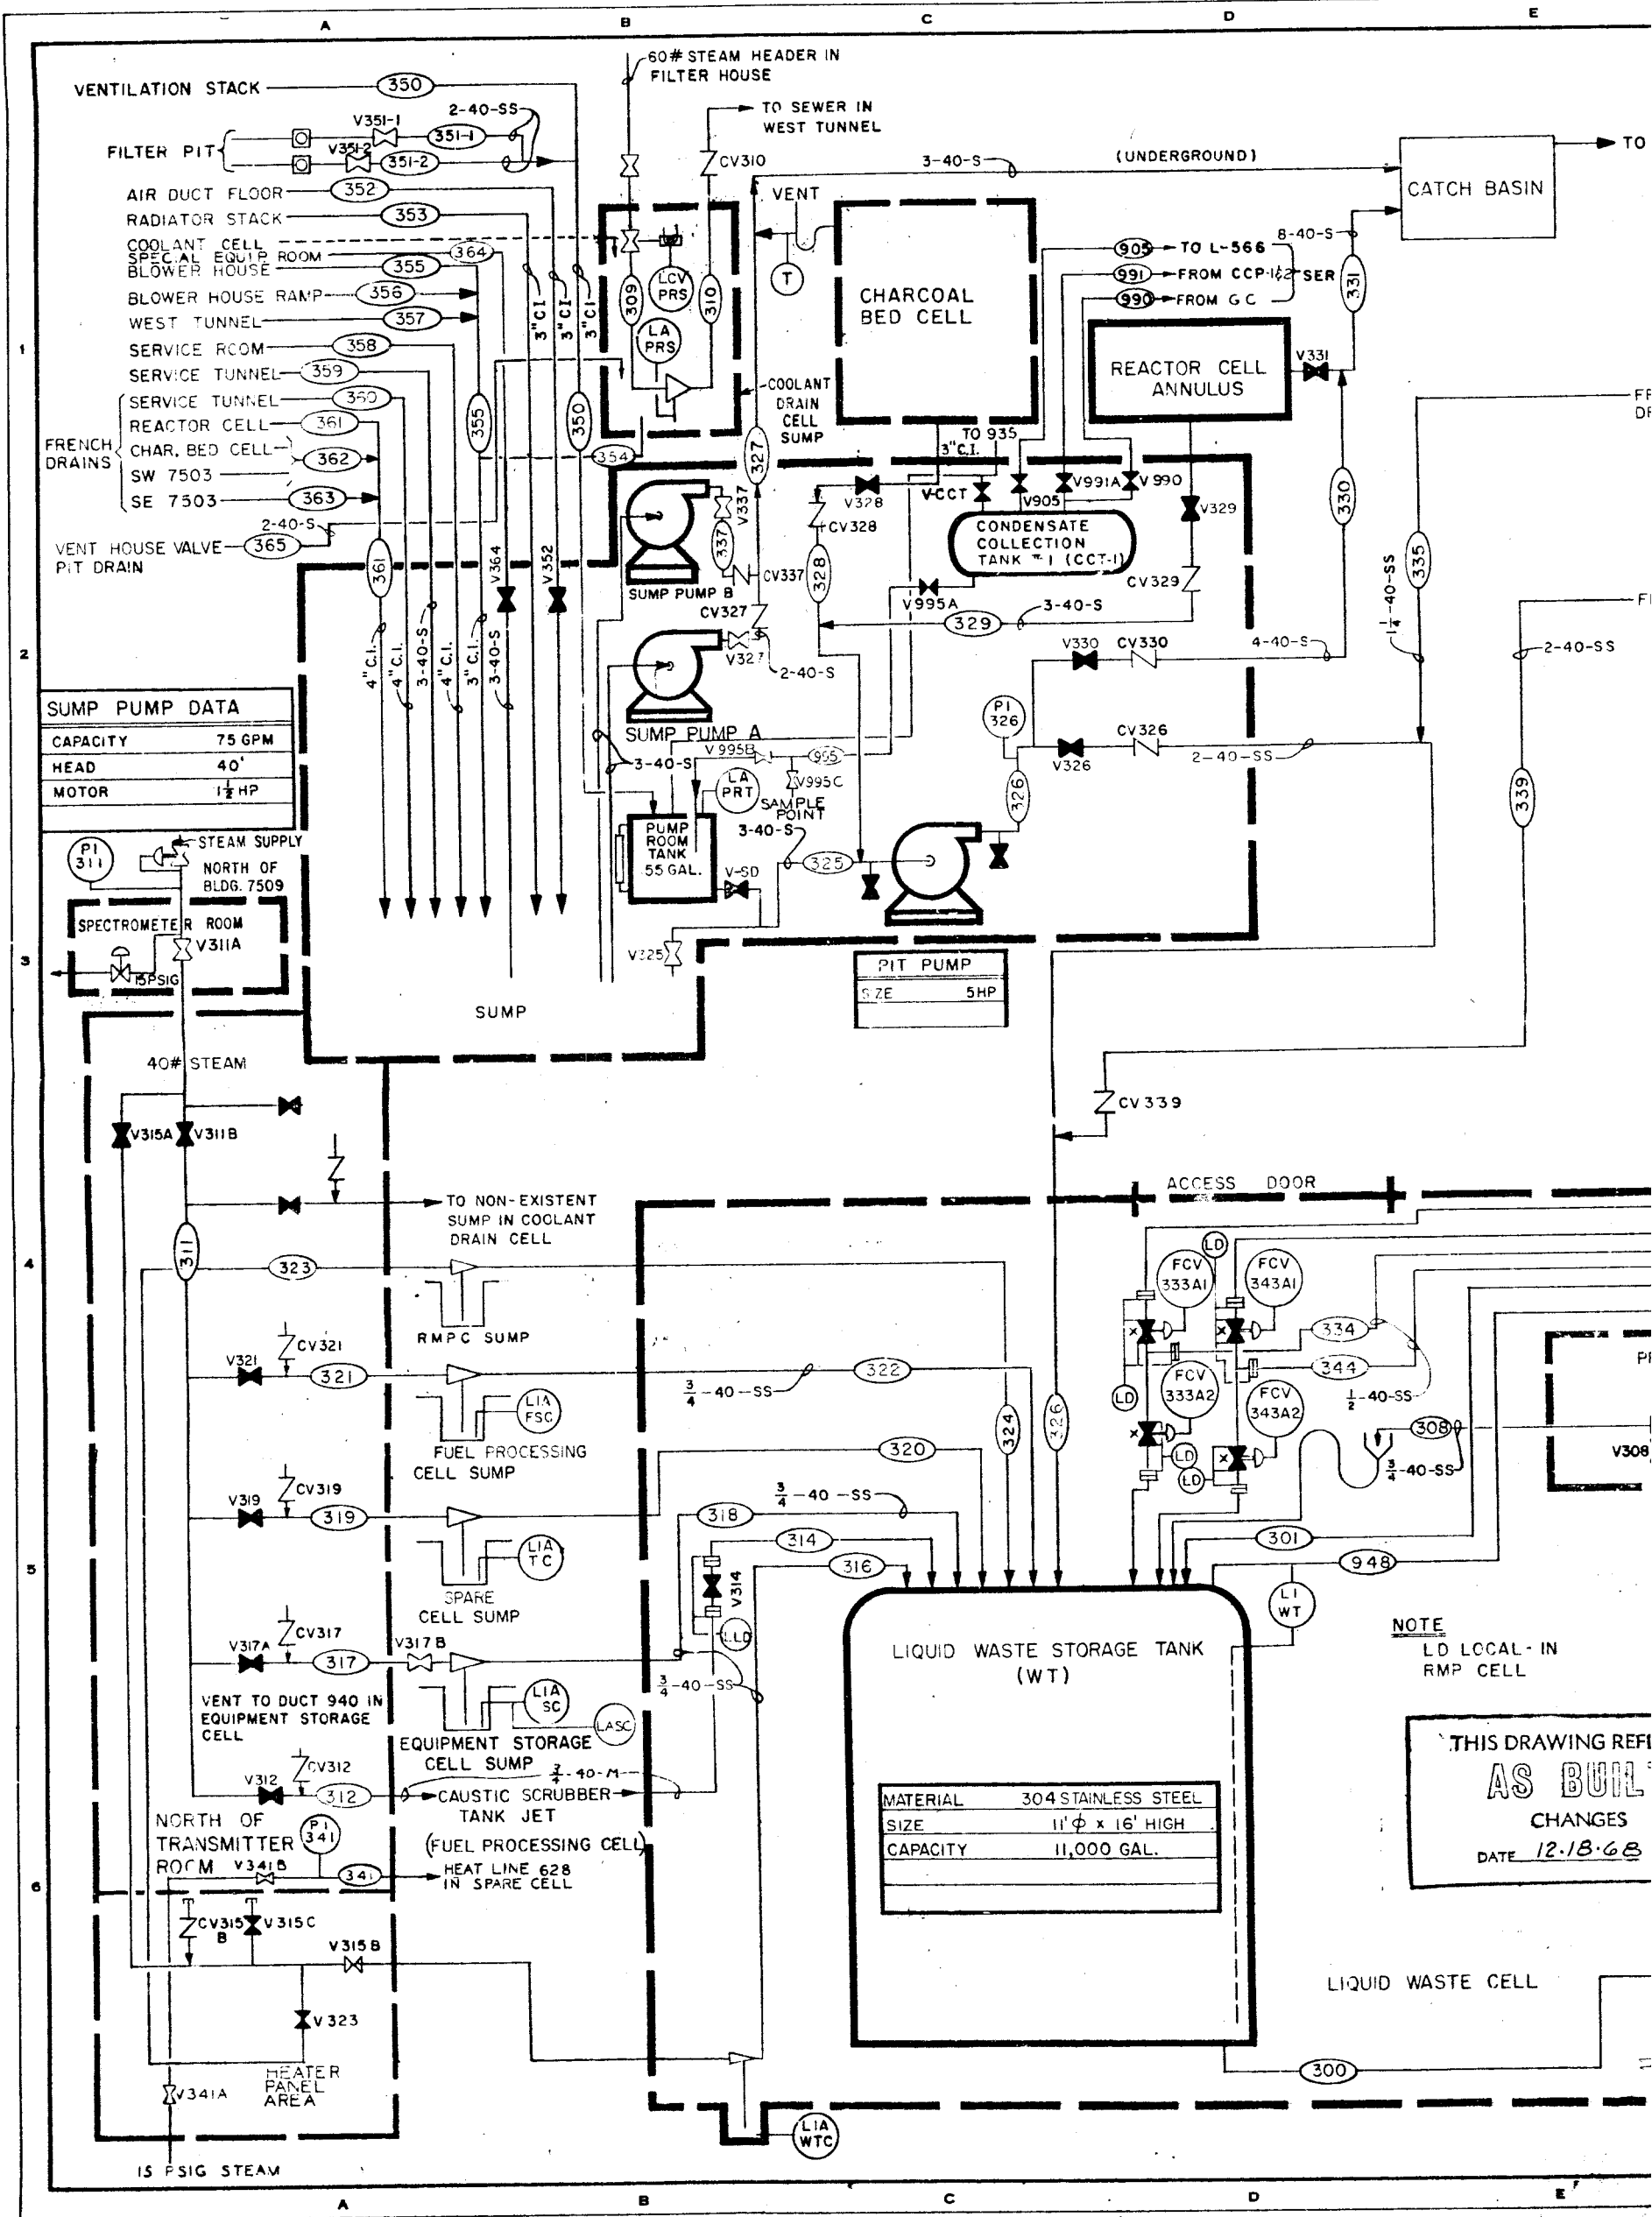 A
B
C
D
E
60# STEAM HEADER IN
FILTER HOUSE
VENTILATION STACK
350
2-40-SS
TO SEWER IN
WEST TUNNEL
V351-1
351-1
FILTER PIT
V351-2
351-2
CV310
3-40-S
(UNDERGROUND)
TO
CATCH BASIN
AIR DUCT FLOOR
352
VENT
RADIATOR STACK
353
8-40-S
COOLANT CELL
SPECIAL EQUIP ROOM
364
BLOWER HOUSE
355
905
TO L-566
991
FROM CCP-1&2
SER
990
FROM GC
331
T
LCV
PRS
309
310
CHARCOAL
BED CELL
BLOWER HOUSE RAMP
356
WEST TUNNEL
357
3"C.I
3"C.I
3"C.I
LA
PRS
1
SERVICE ROOM
358
SERVICE TUNNEL
359
REACTOR CELL
ANNULUS
V331
SERVICE TUNNEL
360
REACTOR CELL
361
FRENCH
DRAINS
CHAR. BED CELL
362
SW 7503
SE 7503
363
355
350
354
COOLANT
DRAIN
CELL
SUMP
327
TO 935
3"C.I.
2-40-S
VENT HOUSE VALVE
PIT DRAIN
365
V337
337
CV337
SUMP PUMP B
V328
CV328
328
V-CCT
V905
V991A
V990
V329
CONDENSATE
COLLECTION
TANK #1 (CCT-1)
CV329
330
335
1 1/4-40-SS
361
V364
V352
CV327
V327
2-40-S
V995A
329
3-40-S
2
4"C.I.
4"C.I.
3-40-S
4"C.I.
3"C.I.
3-40-S
V330
CV330
4-40-S
2-40-SS
SUMP PUMP DATA
CAPACITY 75 GPM
HEAD 40'
MOTOR 1½ HP
SUMP PUMP A
PI
326
CV326
V326
2-40-SS
V995B
995
V995C
3-40-S
LA
PRT
SAMPLE
POINT
326
339
PI
311
STEAM SUPPLY
NORTH OF
BLDG. 7509
PUMP
ROOM
TANK
55 GAL.
3-40-S
325
V-SD
SPECTROMETER ROOM
V311A
15PSIG
3
V325
PIT PUMP
SIZE 5HP
SUMP
40# STEAM
V315A
V311B
CV339
TO NON-EXISTENT
SUMP IN COOLANT
DRAIN CELL
ACCESS DOOR
311
4
323
LD
FCV
333A1
FCV
343A1
RMPC SUMP
334
V321
CV321
321
3/4-40-SS
322
344
LIA
FSC
LD
FCV
333A2
FCV
343A2
1/2-40-SS
324
326
308
V308
3/4-40-SS
FUEL PROCESSING
CELL SUMP
320
LD
LD
V319
CV319
319
3/4-40-SS
318
314
301
948
LIA
TC
316
5
SPARE
CELL SUMP
V314
LI
WT
V317A
CV317
317
V317B
LLD
3/4-40-SS
LIQUID WASTE STORAGE TANK
(WT)
NOTE
LD LOCAL-IN
RMP CELL
VENT TO DUCT 940 IN
EQUIPMENT STORAGE
CELL
LIA
SC
LASC
EQUIPMENT STORAGE
CELL SUMP
THIS DRAWING
AS
CHANGES
DATE 12-18-68
V312
CV312
312
3/4-40-M
CAUSTIC SCRUBBER
TANK JET
(FUEL PROCESSING CELL)
MATERIAL 304 STAINLESS STEEL
SIZE 11'ϕ x 16' HIGH
CAPACITY 11,000 GAL.
NORTH OF
TRANSMITTER
ROOM
PI
341
V341B
341
HEAT LINE 628
IN SPARE CELL
6
CV315
B
V315C
V315B
V323
LIQUID WASTE CELL
300
HEATER
PANEL
AREA
V341A
LIA
WTC
15 PSIG STEAM
A
B
C
D
E